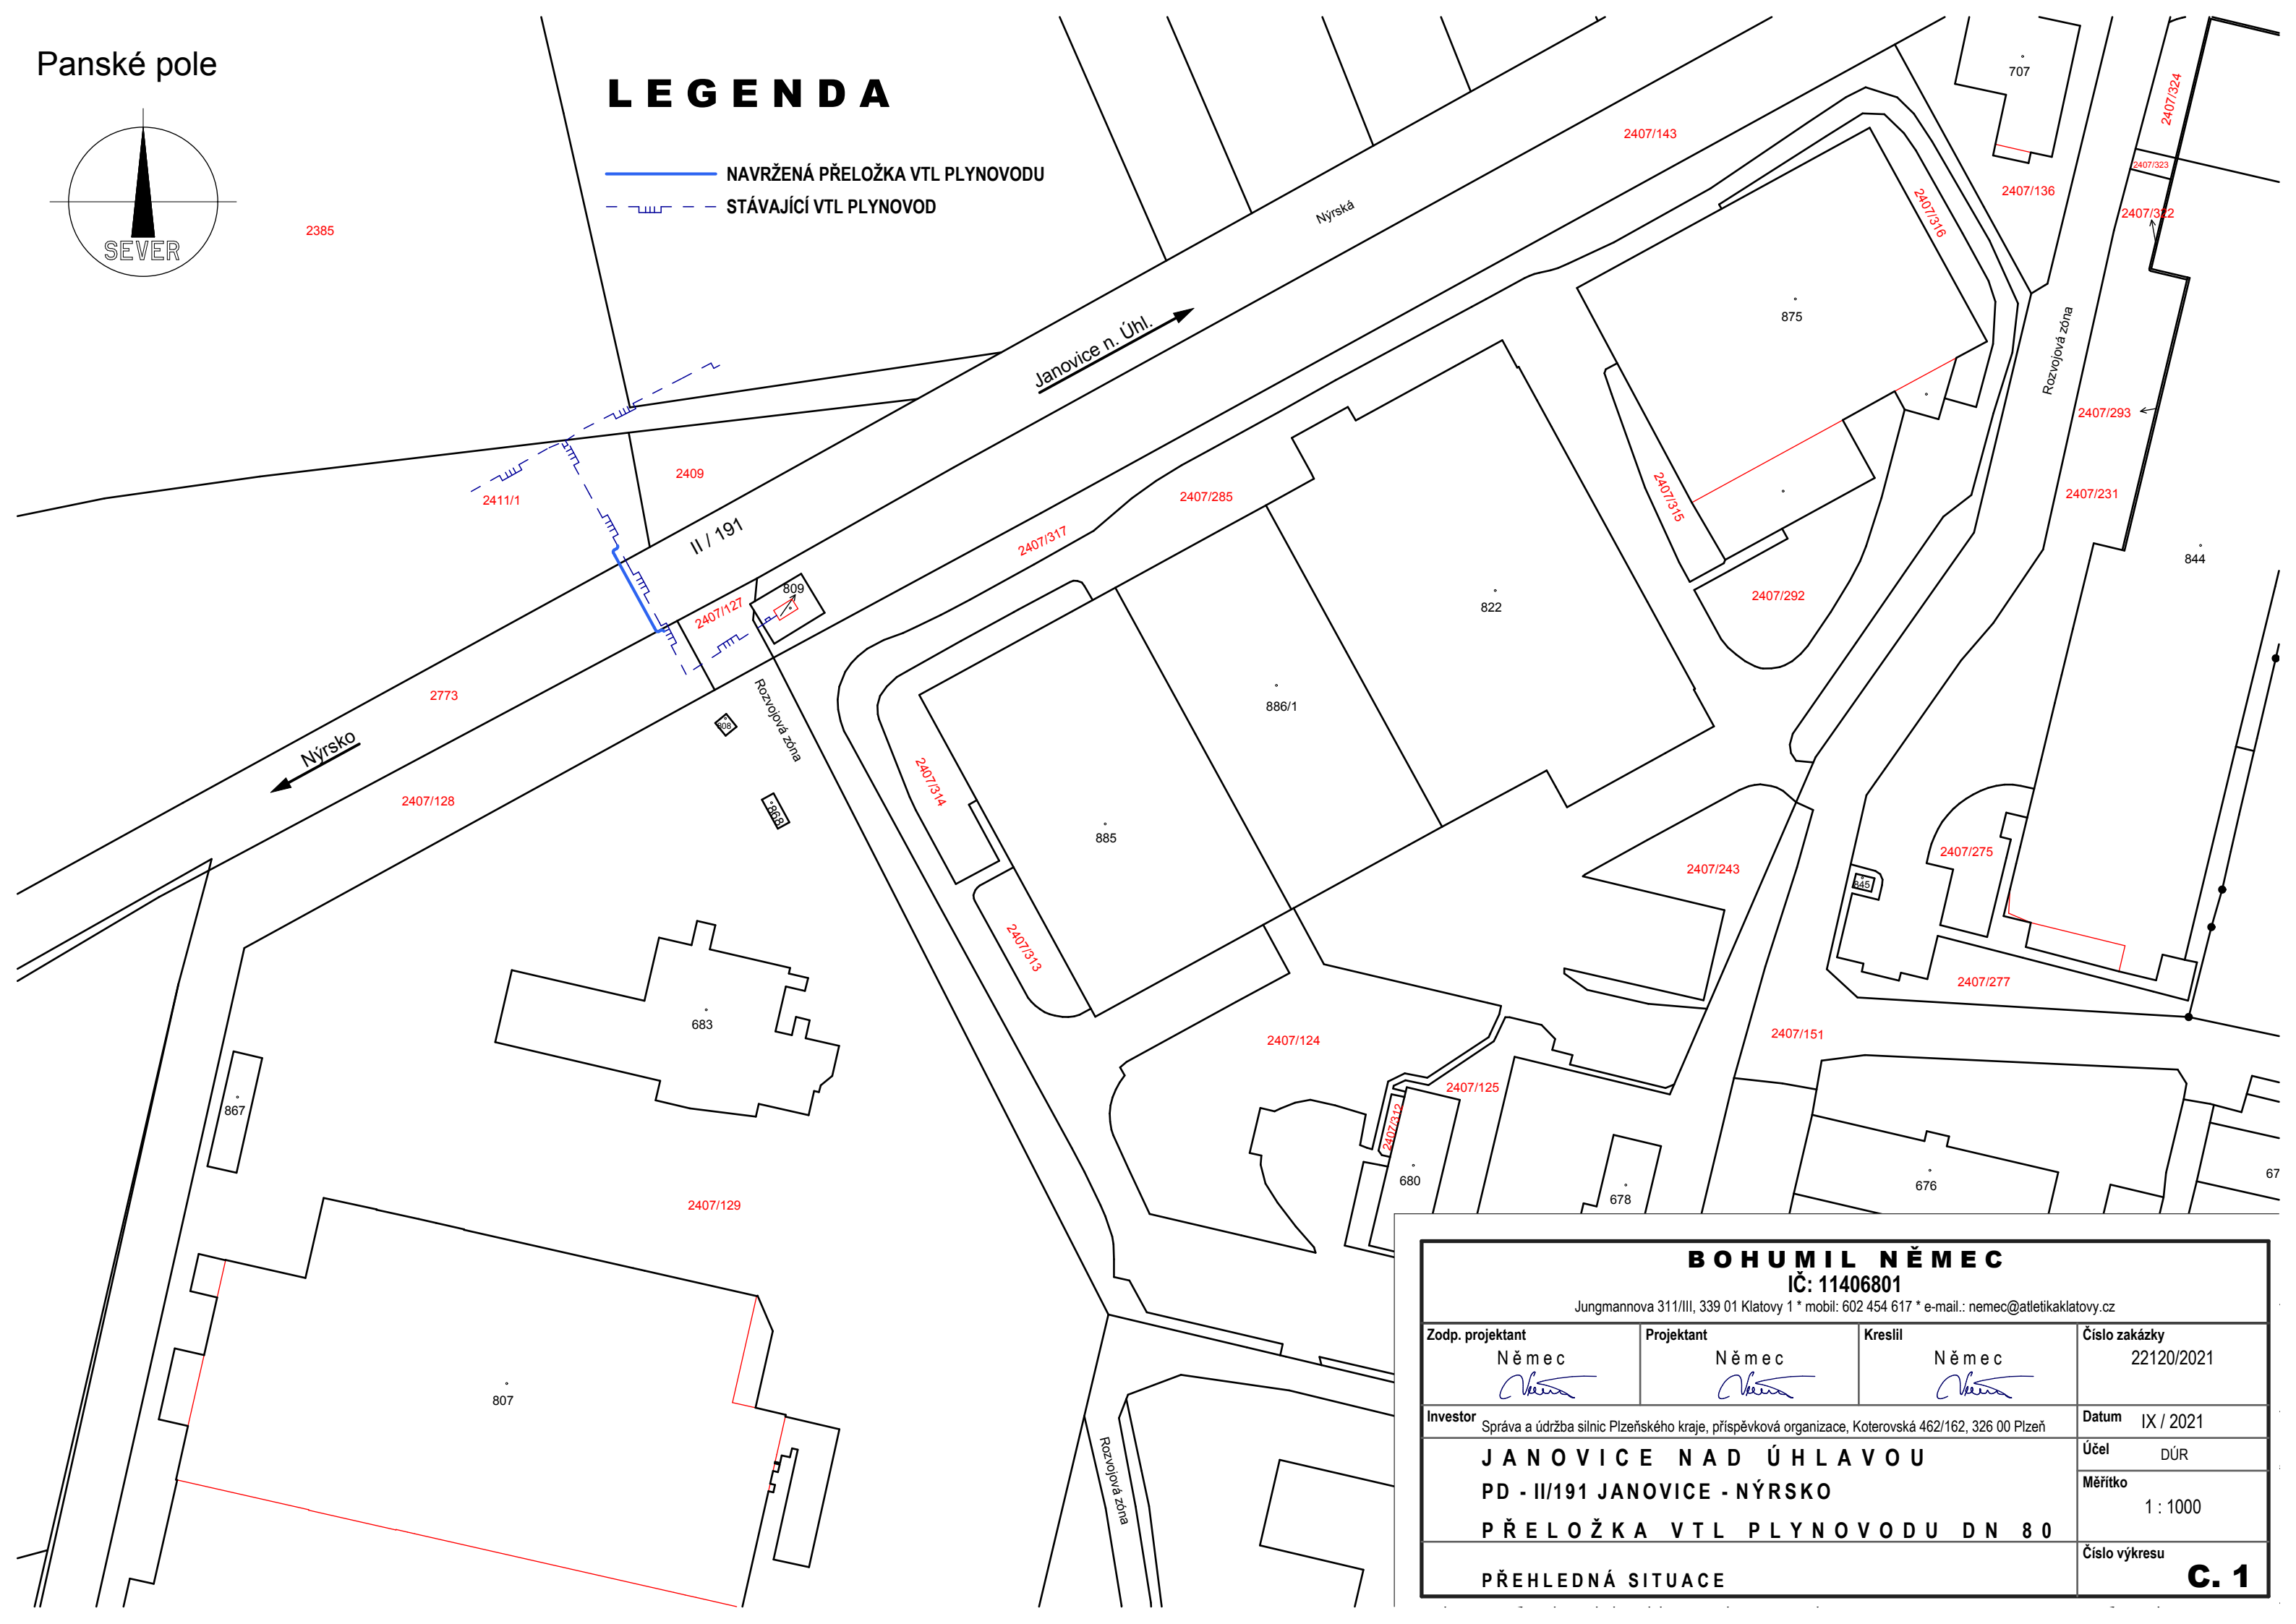 Panské pole
SEVER
LEGENDA
NAVRŽENÁ PŘELOŽKA VTL PLYNOVODU
STÁVAJÍCÍ VTL PLYNOVOD
2385
2407/143
Nýrská
707
2407/324
2407/323
2407/136
2407/322
2407/316
875
Rozvojová zóna
Janovice n. Úhl.
2407/293
2409
2411/1
2407/285
2407/315
2407/231
II / 191
2407/317
844
809
2407/127
822
2407/292
2773
Rozvojová zóna
886/1
808
Nýrsko
2407/314
2407/128
868
885
2407/243
2407/275
845
2407/313
2407/277
683
2407/124
2407/151
2407/125
867
2407/312
680
678
676
67
2407/129
807
Rozvojová zóna
BOHUMIL NĚMEC
IČ: 11406801
Jungmannova 311/III, 339 01 Klatovy 1 * mobil: 602 454 617 * e-mail.: nemec@atletikaklatovy.cz
Zodp. projektant
Němec
Projektant
Němec
Kreslil
Němec
Číslo zakázky
22120/2021
Investor Správa a údržba silnic Plzeňského kraje, příspěvková organizace, Koterovská 462/162, 326 00 Plzeň
Datum IX / 2021
JANOVICE NAD ÚHLAVOU
PD - II/191 JANOVICE - NÝRSKO
PŘELOŽKA VTL PLYNOVODU DN 80
Účel DÚR
Měřítko
1 : 1000
PŘEHLEDNÁ SITUACE
Číslo výkresu
C. 1